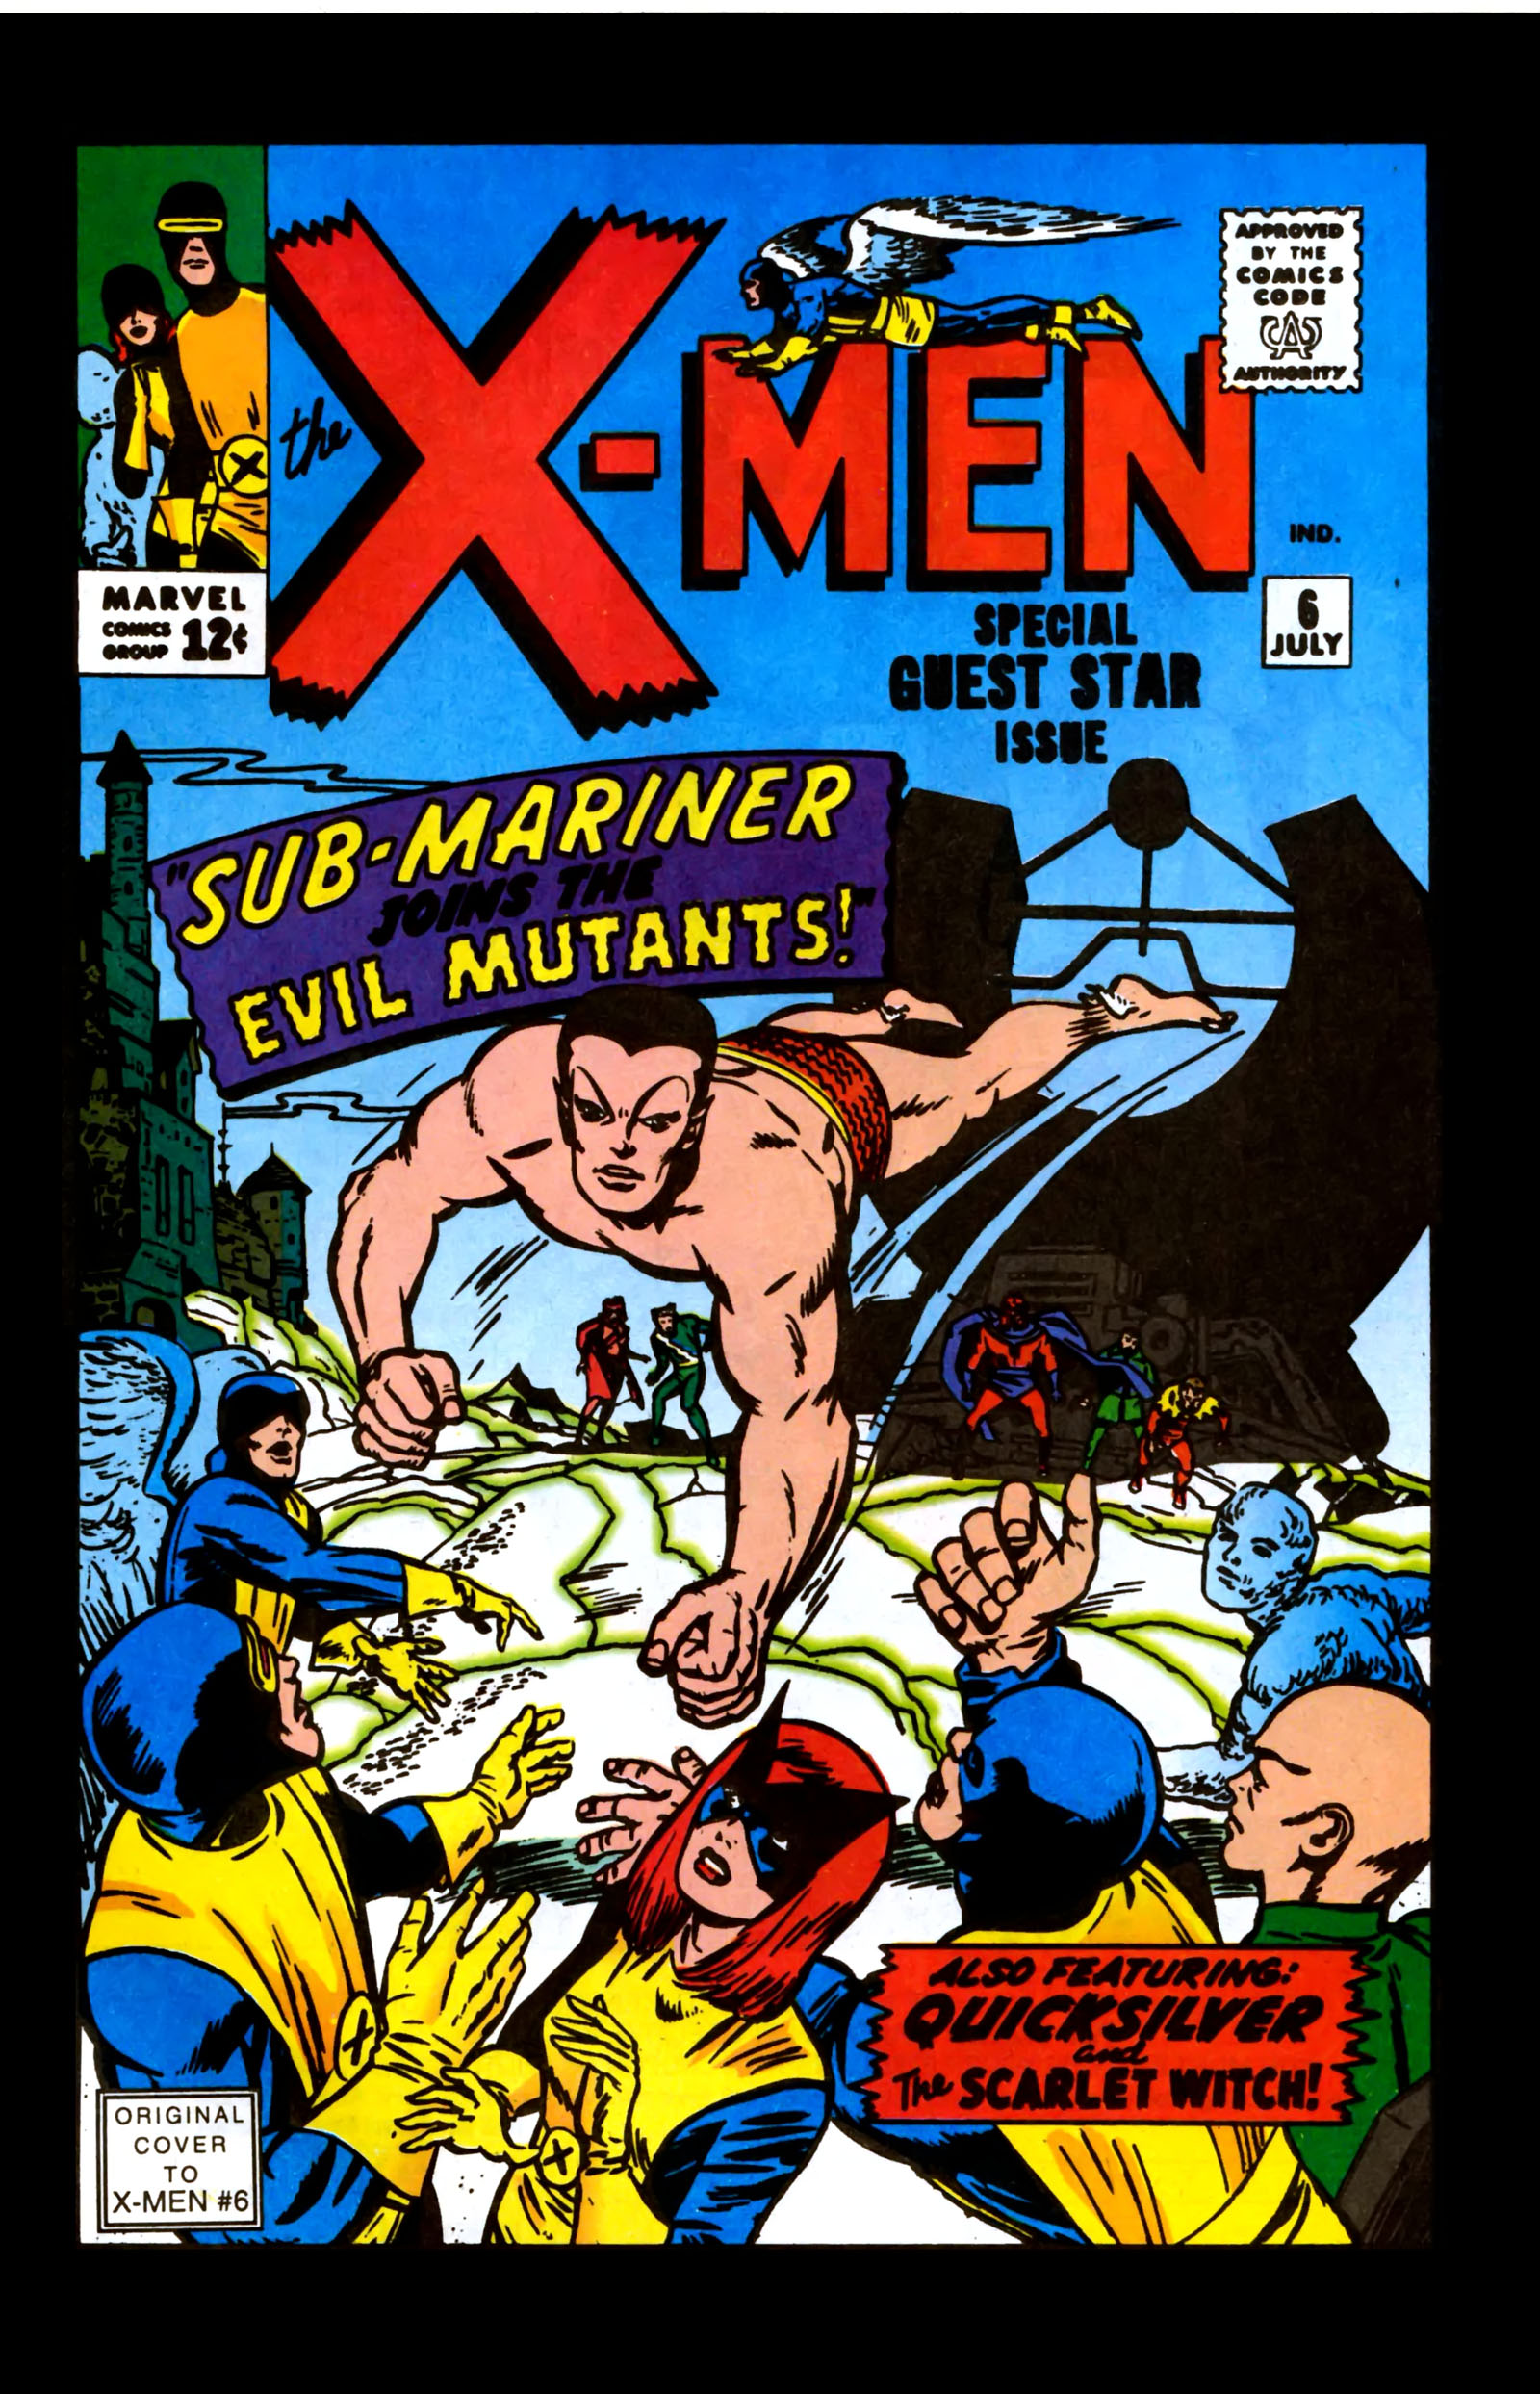 the
X-MEN
APPROVED
BY THE
COMICS
CODE
CA
AUTHORITY
MARVEL
COMICS
GROUP 12¢
IND.
6
JULY
SPECIAL
GUEST STAR
ISSUE
"SUB-MARINER
JOINS THE
EVIL MUTANTS!"
ALSO FEATURING:
QUICKSILVER
and
The SCARLET WITCH!
ORIGINAL
COVER
TO
X-MEN #6